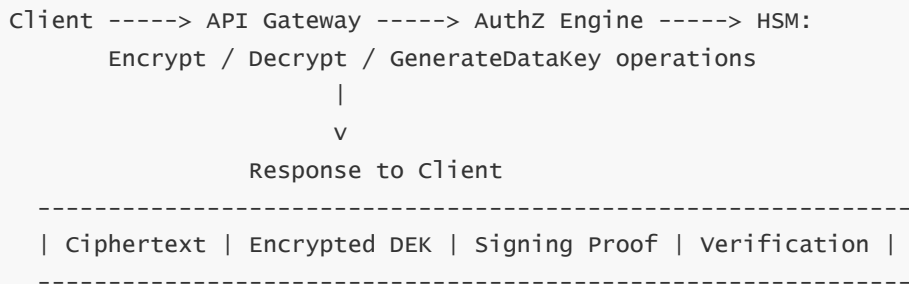 Client -----> API Gateway -----> AuthZ Engine -----> HSM:
Encrypt / Decrypt / GenerateDataKey operations
|
v
Response to Client
-------------------------------------------------------------
| Ciphertext | Encrypted DEK | Signing Proof | Verification |
-------------------------------------------------------------